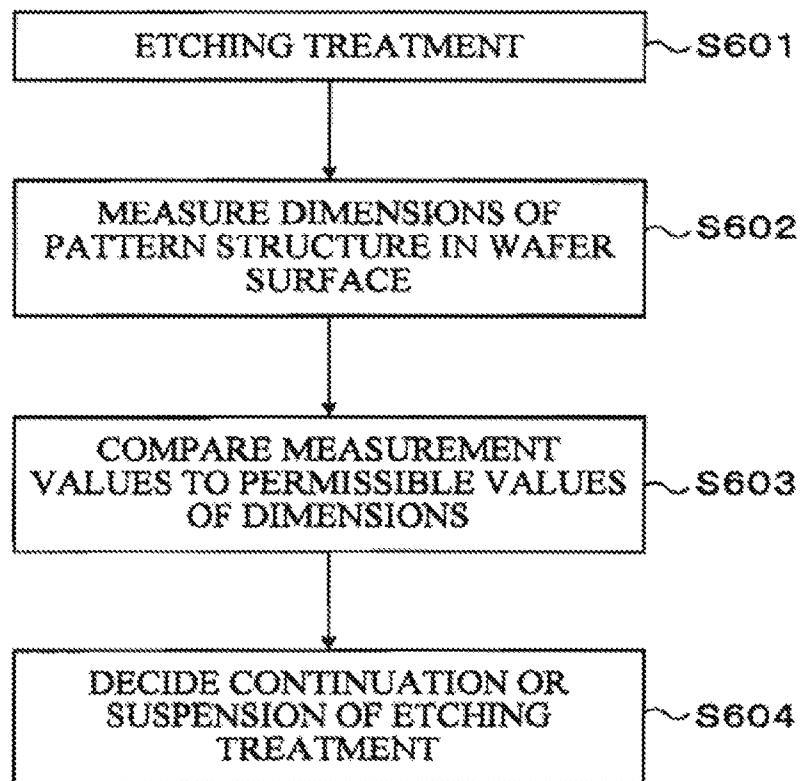 ETCHING TREATMENT
S601
MEASURE DIMENSIONS OF
PATTERN STRUCTURE IN WAFER
SURFACE
S602
COMPARE MEASUREMENT
VALUES TO PERMISSIBLE VALUES
OF DIMENSIONS
S603
DECIDE CONTINUATION OR
SUSPENSION OF ETCHING
TREATMENT
S604